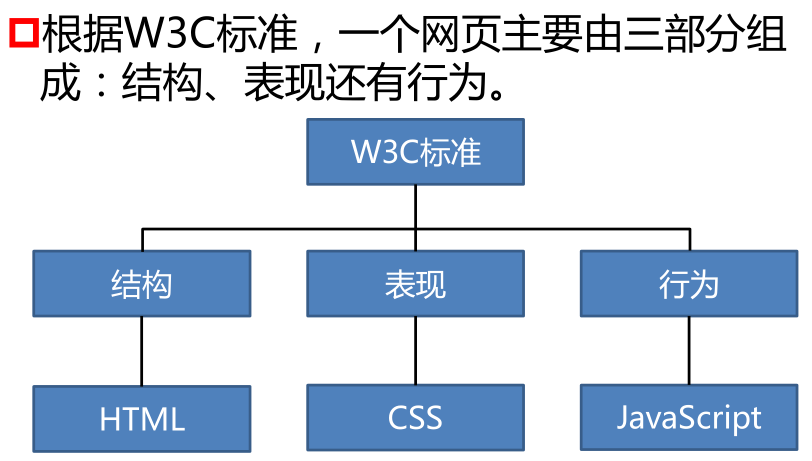 根据W3C标准，一个网页主要由三部分组
成：结构、表现还有行为。
W3C标准
结构
表现
行为
HTML
CSS
JavaScript